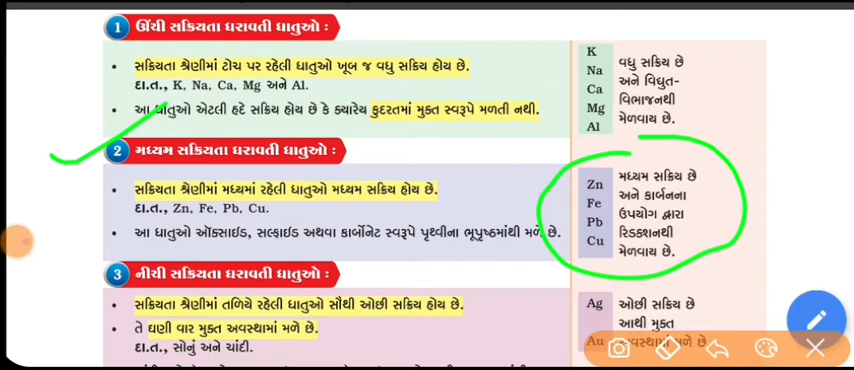 1 ઊંચી સક્રિયતા ધરાવતી ધાતુઓ :
• સક્રિયતા શ્રેણીમાં ટોચ પર રહેલી ધાતુઓ ખૂબ જ વધુ સક્રિય હોય છે.
દા.ત., K, Na, Ca, Mg અને Al.
• આ ધાતુઓ એટલી હદે સક્રિય હોય છે કે ક્યારેય કુદરતમાં મુક્ત સ્વરૂપે મળતી નથી.
K
Na
Ca
Mg
Al
વધુ સક્રિય છે
અને વિદ્યુત-
વિભાજનથી
મેળવાય છે.
2 મધ્યમ સક્રિયતા ધરાવતી ધાતુઓ :
• સક્રિયતા શ્રેણીમાં મધ્યમાં રહેલી ધાતુઓ મધ્યમ સક્રિય હોય છે.
દા.ત., Zn, Fe, Pb, Cu.
• આ ધાતુઓ ઑક્સાઇડ, સલ્ફાઇડ અથવા કાર્બોનેટ સ્વરૂપે પૃથ્વીના ભૂપૃષ્ઠમાંથી મળે છે.
Zn
Fe
Pb
Cu
મધ્યમ સક્રિય છે
અને કાર્બનના
ઉપયોગ દ્વારા
રિડક્શનથી
મેળવાય છે.
3 નીચી સક્રિયતા ધરાવતી ધાતુઓ :
• સક્રિયતા શ્રેણીમાં તળિયે રહેલી ધાતુઓ સૌથી ઓછી સક્રિય હોય છે.
• તે ઘણી વાર મુક્ત અવસ્થામાં મળે છે.
દા.ત., સોનું અને ચાંદી.
Ag
Au
ઓછી સક્રિય છે
આથી મુક્ત
અવસ્થામાં મળે છે